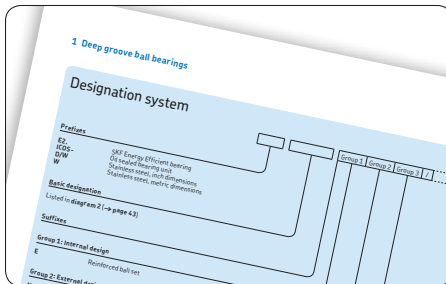 1 Deep groove ball bearings
Designation system
Group 1 Group 2 Group 3 /
Prefixes
E2. SKF Energy Efficient bearing
ICOS- Oil sealed bearing unit
D/W Stainless steel, inch dimensions
W Stainless steel, metric dimensions
Basic designation
Listed in diagram 2 (→ page 43)
Suffixes
Group 1: Internal design
E Reinforced ball set
Group 2: External